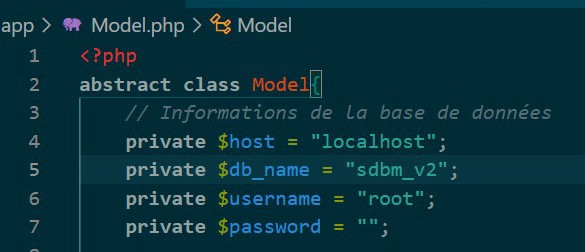 app > Model.php > Model
1 <?php
2 abstract class Model{
3 // Informations de la base de données
4 private $host = "localhost";
5 private $db_name = "sdbm_v2";
6 private $username = "root";
7 private $password = "";